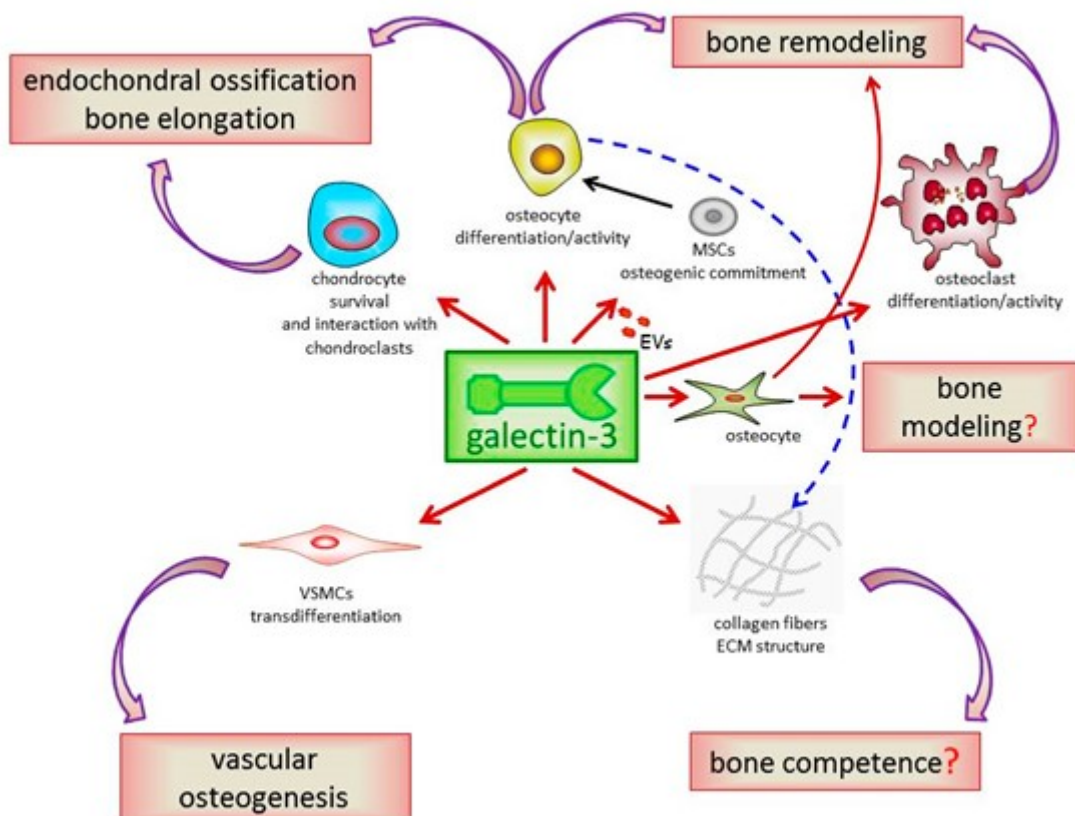 bone remodeling
endochondral ossification
bone elongation
osteocyte
differentiation/activity
MSCs
osteogenic commitment
osteoclast
differentiation/activity
chondrocyte
survival
and interaction with
chondroclasts
EVs
galectin-3
osteocyte
bone
modeling?
VSMCs
transdifferentiation
collagen fibers
ECM structure
vascular
osteogenesis
bone competence?